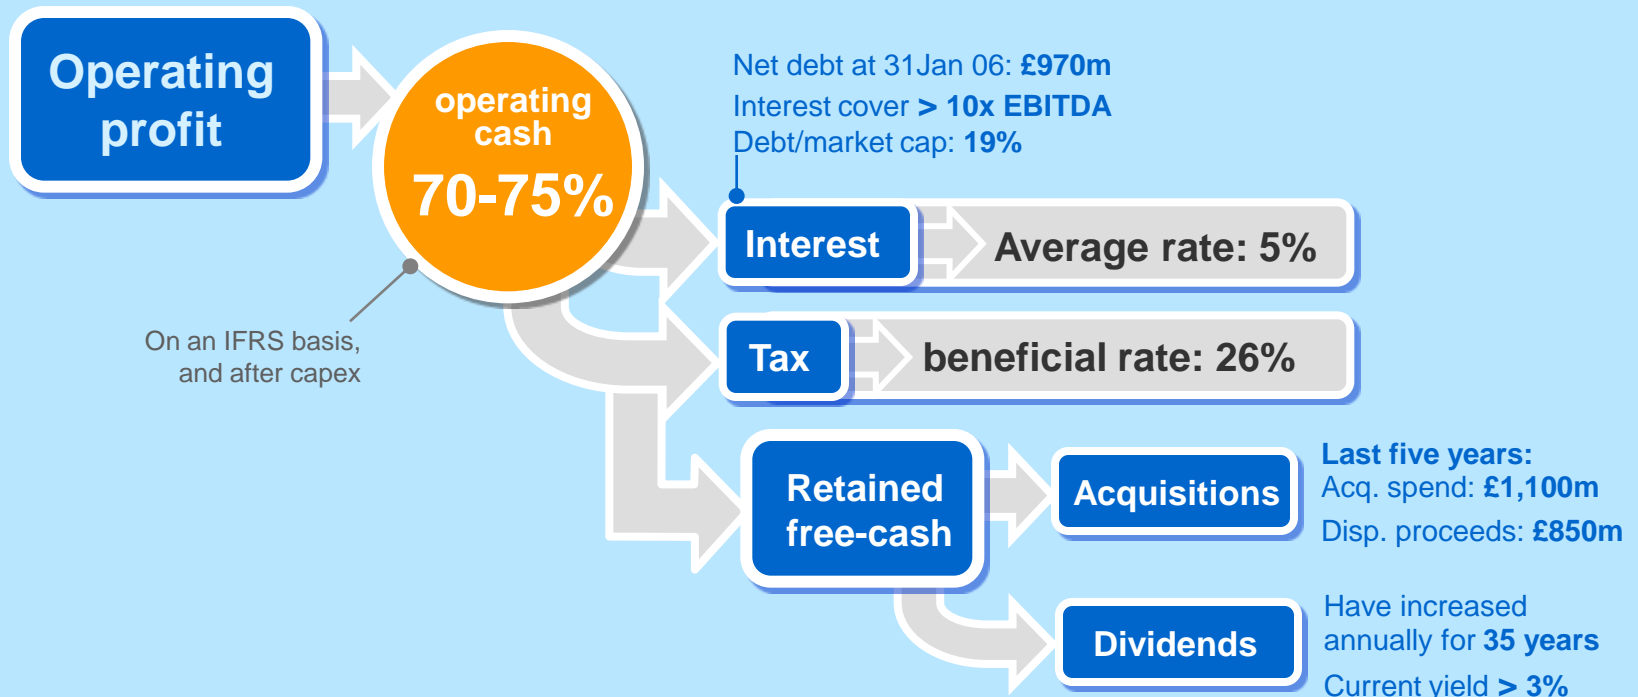 Operating
profit
operating
cash
70-75%
On an IFRS basis,
and after capex
Net debt at 31Jan 06: £970m
Interest cover > 10x EBITDA
Debt/market cap: 19%
Interest
Average rate: 5%
Tax
beneficial rate: 26%
Retained
free-cash
Acquisitions
Last five years:
Acq. spend: £1,100m
Disp. proceeds: £850m
Dividends
Have increased
annually for 35 years
Current yield > 3%